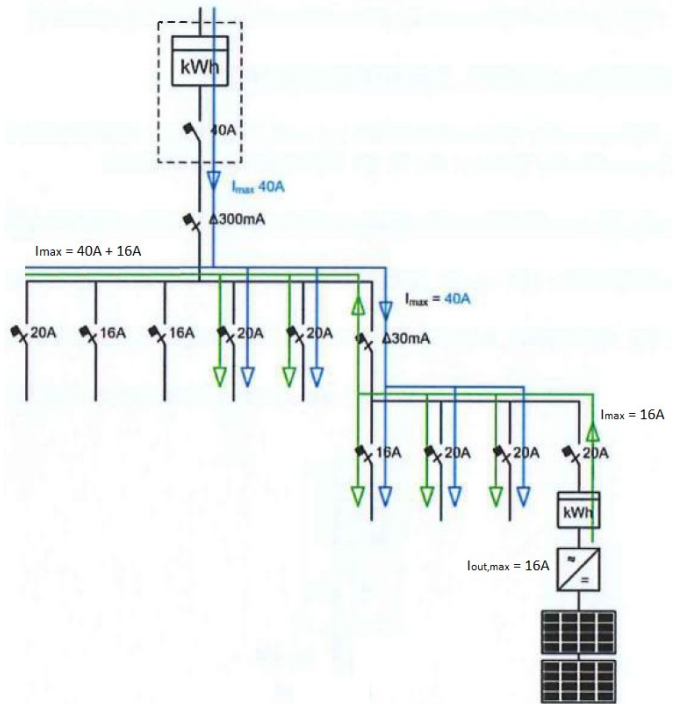 kWh
40A
Imax 40A
Δ300mA
Imax = 40A + 16A
Imax = 40A
20A
16A
16A
20A
20A
Δ30mA
Imax = 16A
16A
20A
20A
20A
kWh
Iout,max = 16A
≈
=